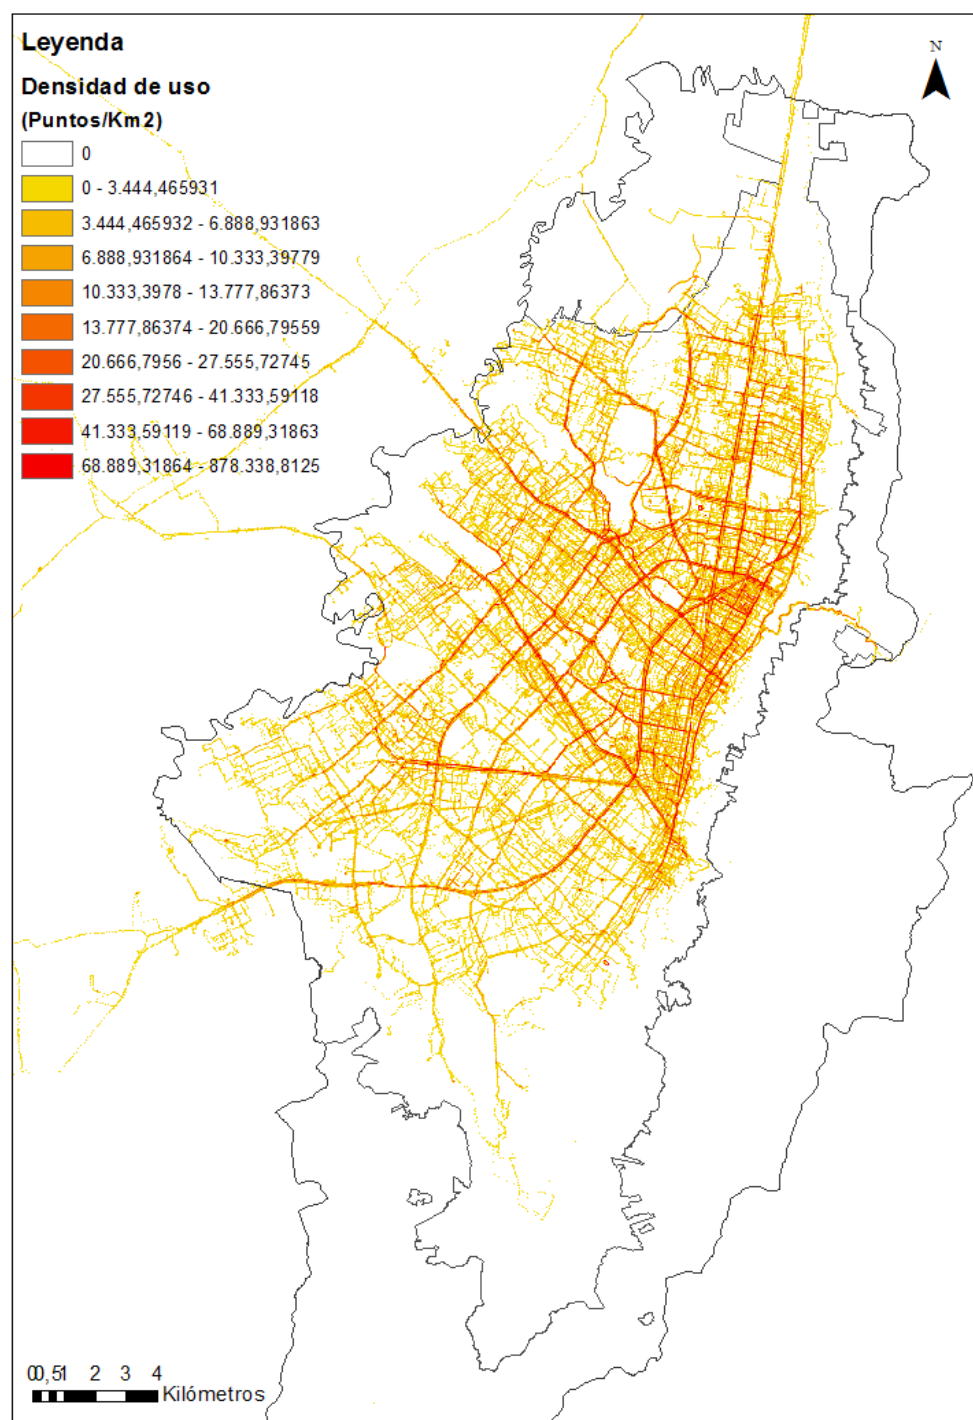 Leyenda
N
Densidad de uso
(Puntos/Km2)
0
0 - 3.444,465931
3.444,465932 - 6.888,931863
6.888,931864 - 10.333,39779
10.333,3978 - 13.777,86373
13.777,86374 - 20.666,79559
20.666,7956 - 27.555,72745
27.555,72746 - 41.333,59118
41.333,59119 - 68.889,31863
68.889,31864 - 878.338,8125
00,51 2 3 4
Kilómetros